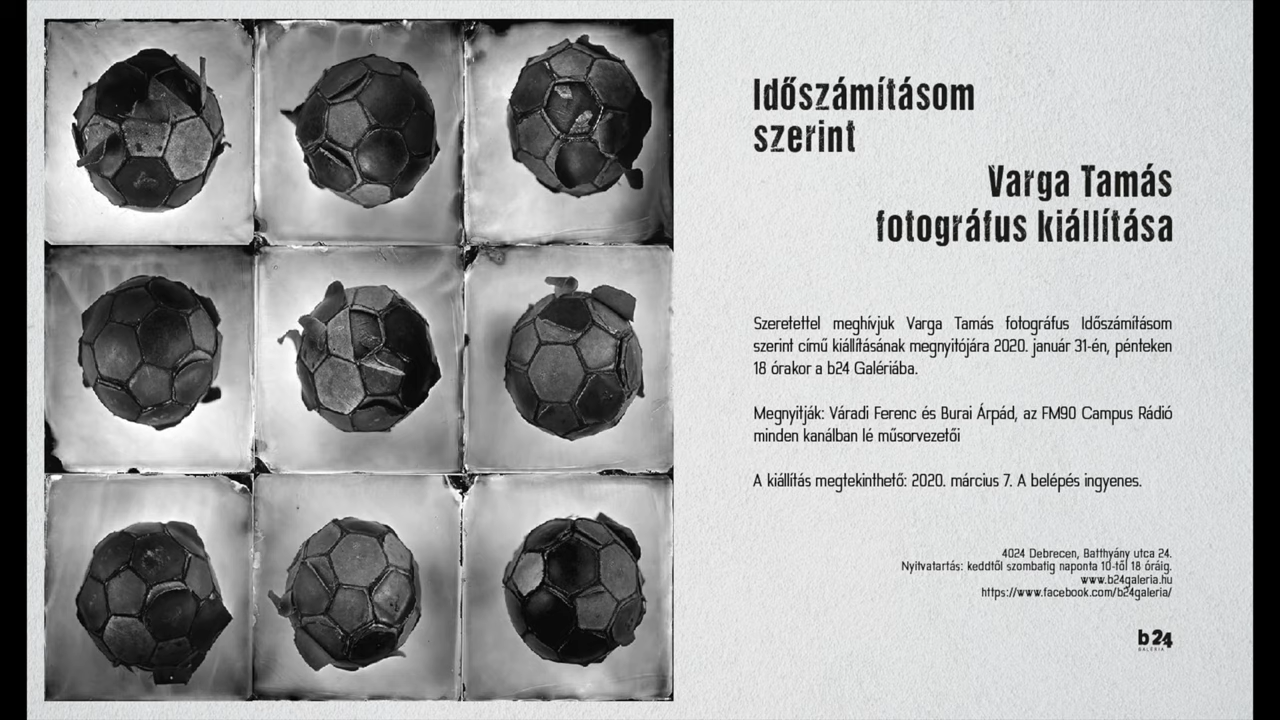 Időszámításom
szerint
Varga Tamás
fotográfus kiállítása
Szeretettel meghívjuk Varga Tamás fotográfus Időszámításom
szerint című kiállításának megnyitójára 2020. január 31-én, pénteken
18 órakor a b24 Galériába.
Megnyitják: Váradi Ferenc és Burai Árpád, az FM90 Campus Rádió
minden kanálban lé műsorvezetői
A kiállítás megtekinthető: 2020. március 7. A belépés ingyenes.
4024 Debrecen, Batthyány utca 24.
Nyitvatartás: keddtől szombatig naponta 10-től 18 óráig.
www.b24galeria.hu
https://www.facebook.com/b24galeria/
b24
GALÉRIA